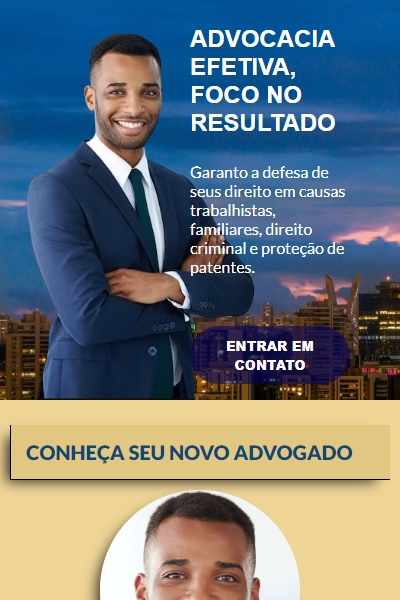 ADVOCACIA
EFETIVA,
FOCO NO
RESULTADO
Garanto a defesa de
seus direito em causas
trabalhistas,
familiares, direito
criminal e proteção de
patentes.
ENTRAR EM
CONTATO
CONHEÇA SEU NOVO ADVOGADO